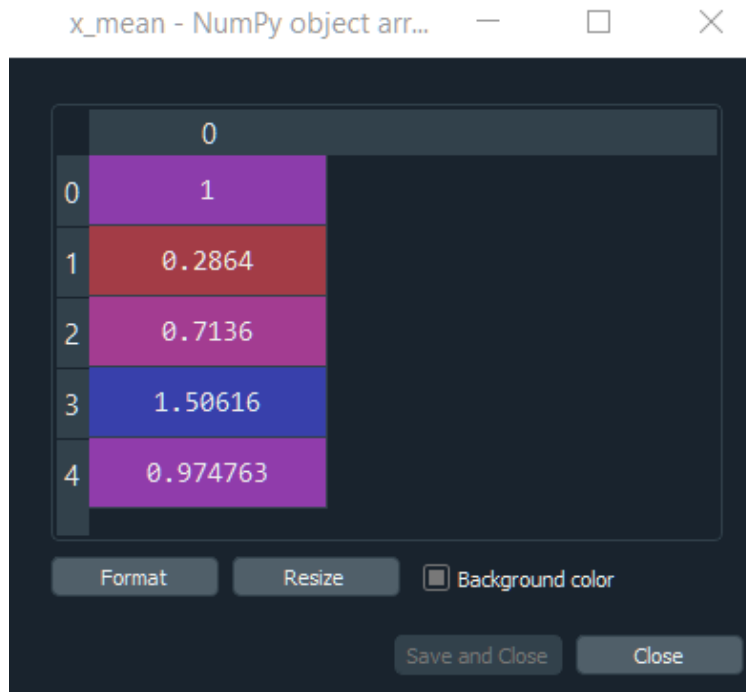 x_mean - NumPy object arr...
0
0 1
1 0.2864
2 0.7136
3 1.50616
4 0.974763
Format Resize Background color
Save and Close Close